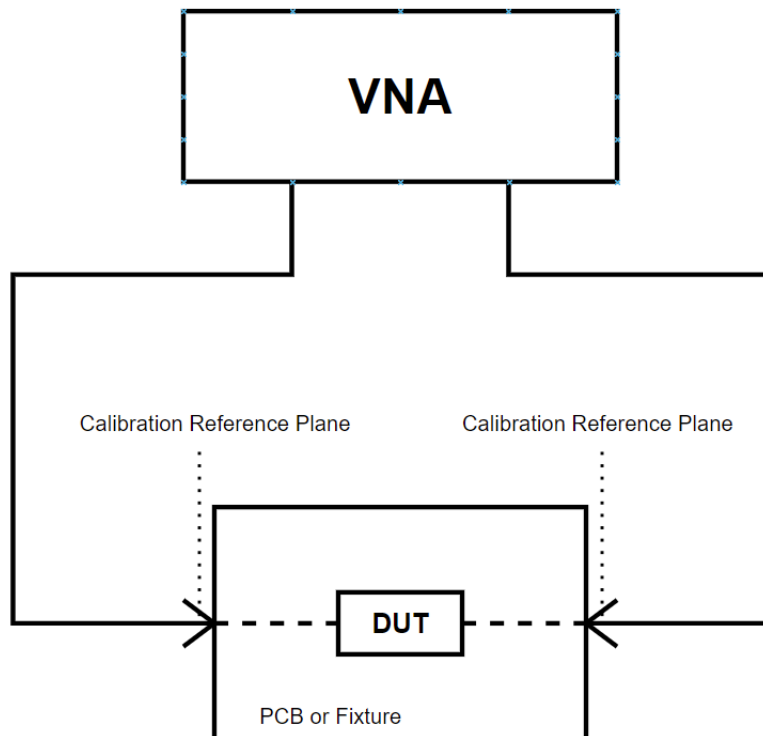 VNA
Calibration Reference Plane
Calibration Reference Plane
DUT
PCB or Fixture